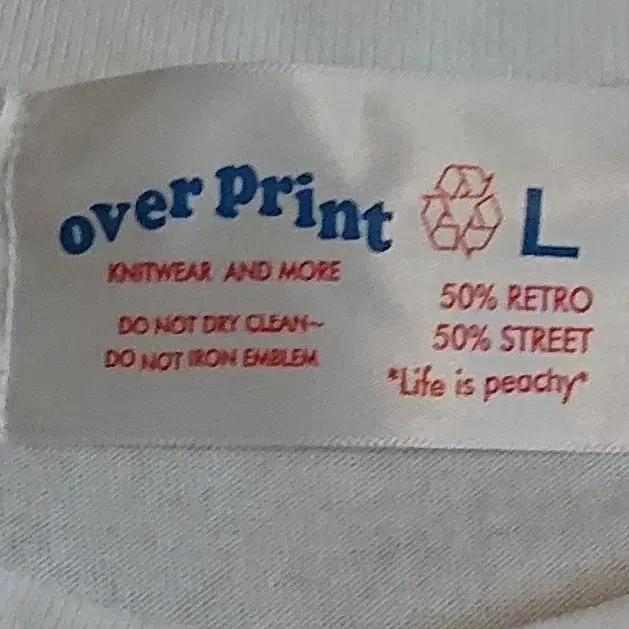 over print L
KNITWEAR AND MORE
DO NOT DRY CLEAN~
DO NOT IRON EMBLEM
50% RETRO
50% STREET
*Life is peachy*